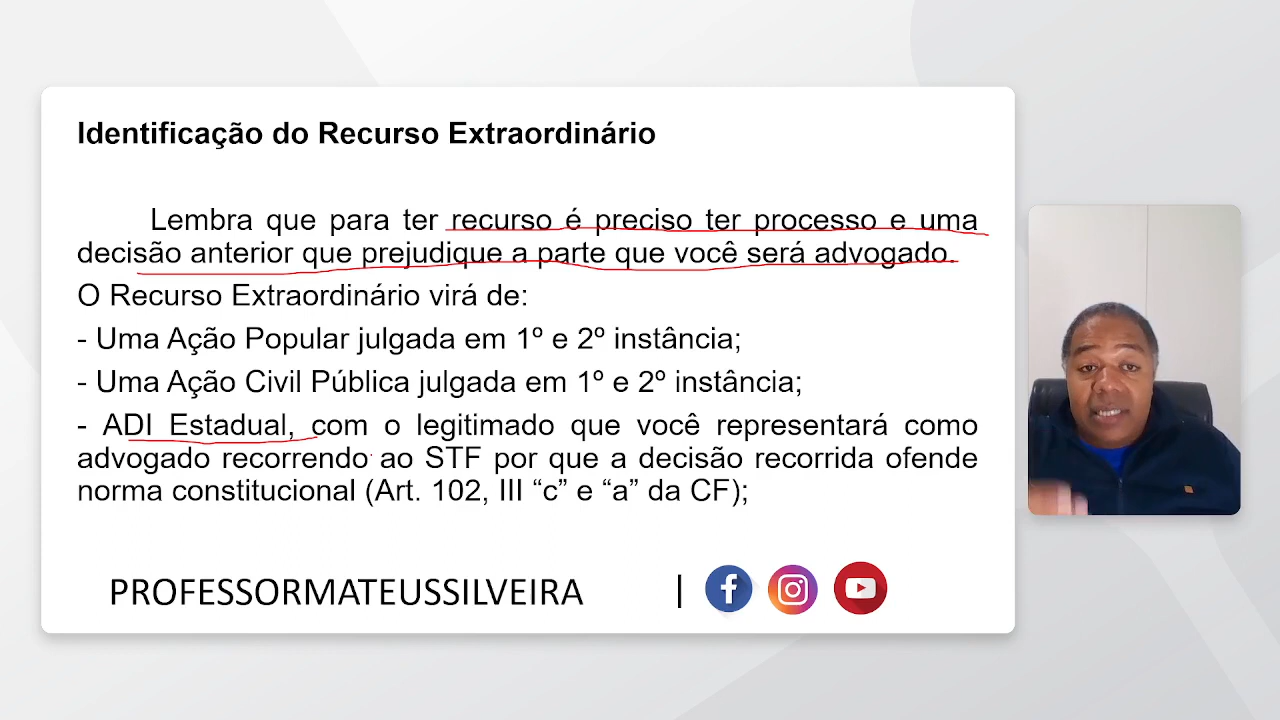 Identificação do Recurso Extraordinário
Lembra que para ter recurso é preciso ter processo e uma
decisão anterior que prejudique a parte que você será advogado.
O Recurso Extraordinário virá de:
- Uma Ação Popular julgada em 1º e 2º instância;
- Uma Ação Civil Pública julgada em 1º e 2º instância;
- ADI Estadual, com o legitimado que você representará como
advogado recorrendo ao STF por que a decisão recorrida ofende
norma constitucional (Art. 102, III “c” e “a” da CF);
PROFESSORMATEUSSILVEIRA |